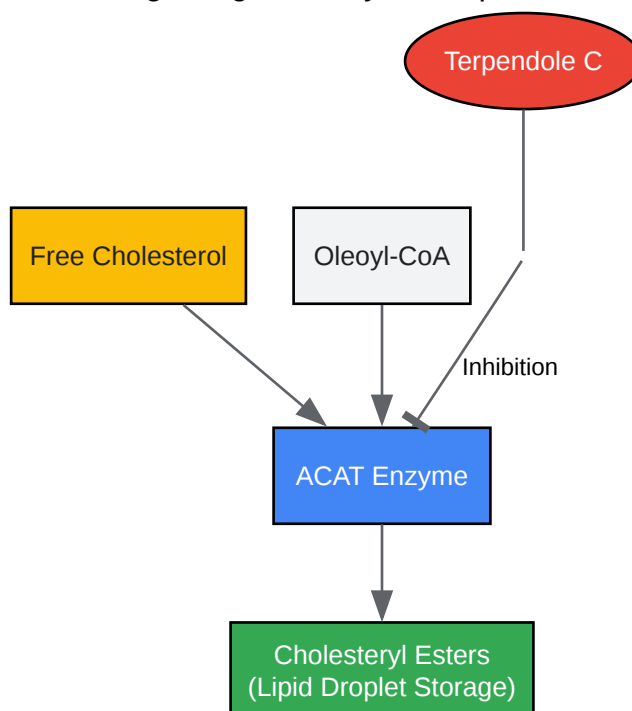 Terpendole C
Free Cholesterol
Oleoyl-CoA
Inhibition
ACAT Enzyme
Cholesteryl Esters
(Lipid Droplet Storage)